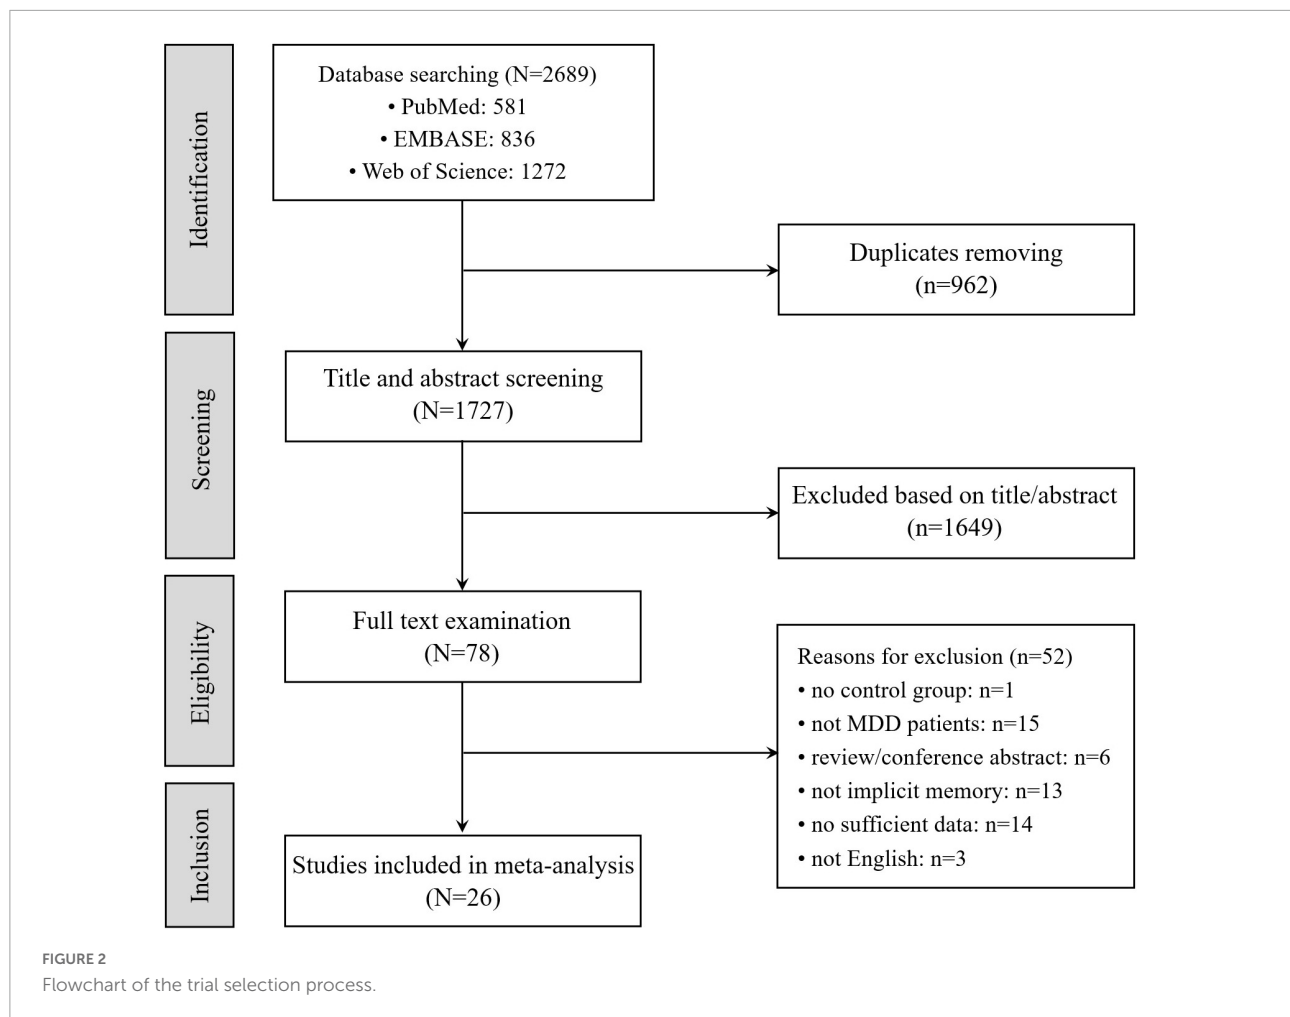 Identification
Database searching (N=2689)
• PubMed: 581
• EMBASE: 836
• Web of Science: 1272
Duplicates removing
(n=962)
Screening
Title and abstract screening
(N=1727)
Excluded based on title/abstract
(n=1649)
Eligibility
Full text examination
(N=78)
Reasons for exclusion (n=52)
• no control group: n=1
• not MDD patients: n=15
• review/conference abstract: n=6
• not implicit memory: n=13
• no sufficient data: n=14
• not English: n=3
Inclusion
Studies included in meta-analysis
(N=26)
FIGURE 2
Flowchart of the trial selection process.